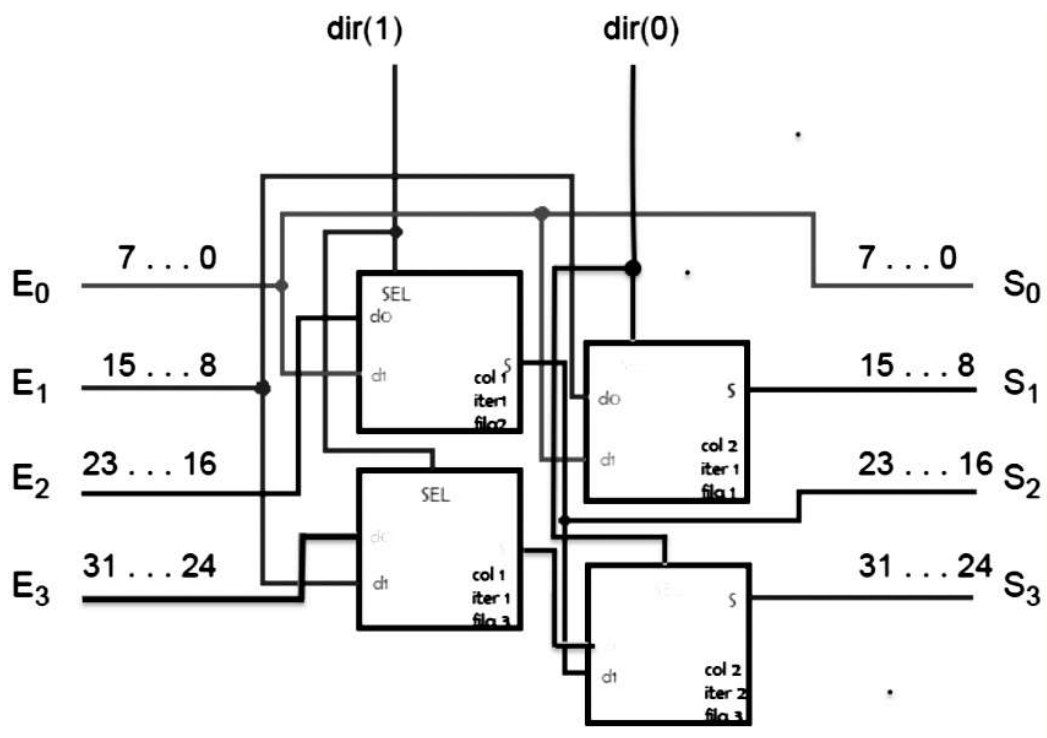 dir(1) dir(0)
7 . . . 0
E0
7 . . . 0
S0
SEL
d0
15 . . . 8
E1
d1
S
col 1
iter1
fila2
d0
S
15 . . . 8
S1
23 . . . 16
E2
SEL
d1
col 2
iter 1
fila 1
23 . . . 16
S2
31 . . . 24
E3
d0
S
d1
col 1
iter 1
fila 3
SEL
S
31 . . . 24
S3
d1
col 2
iter 2
fila 3